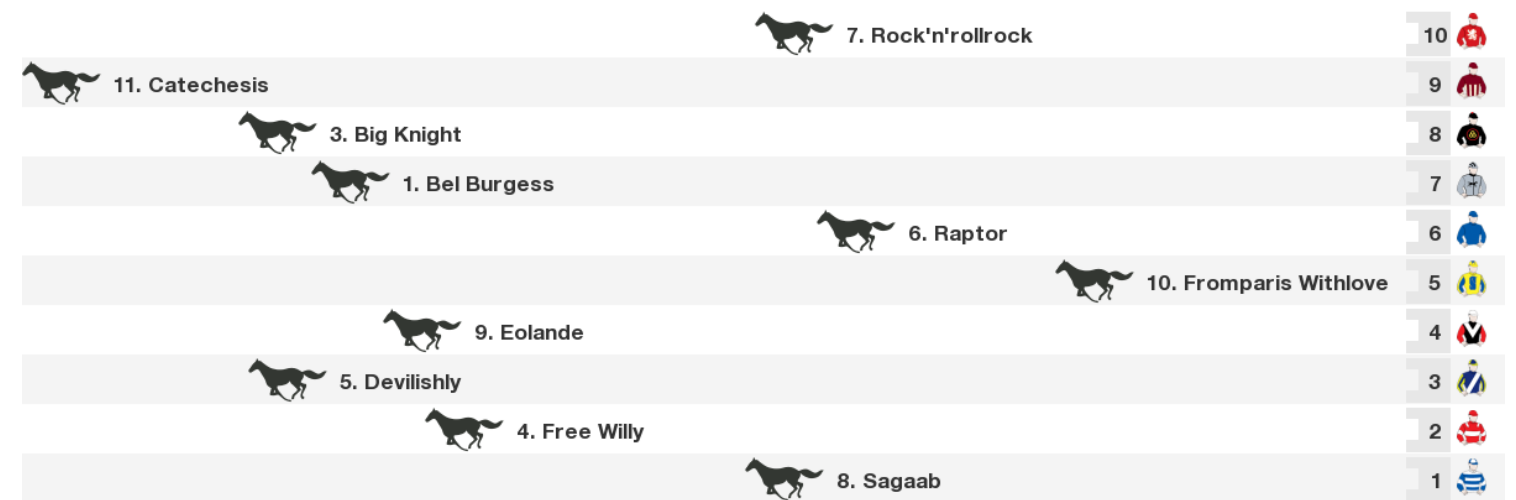 7. Rock'n'rollrock 10
11. Catechesis 9
3. Big Knight 8
1. Bel Burgess 7
6. Raptor 6
10. Fromparis Withlove 5
9. Eolande 4
5. Devilishly 3
4. Free Willy 2
8. Sagaab 1